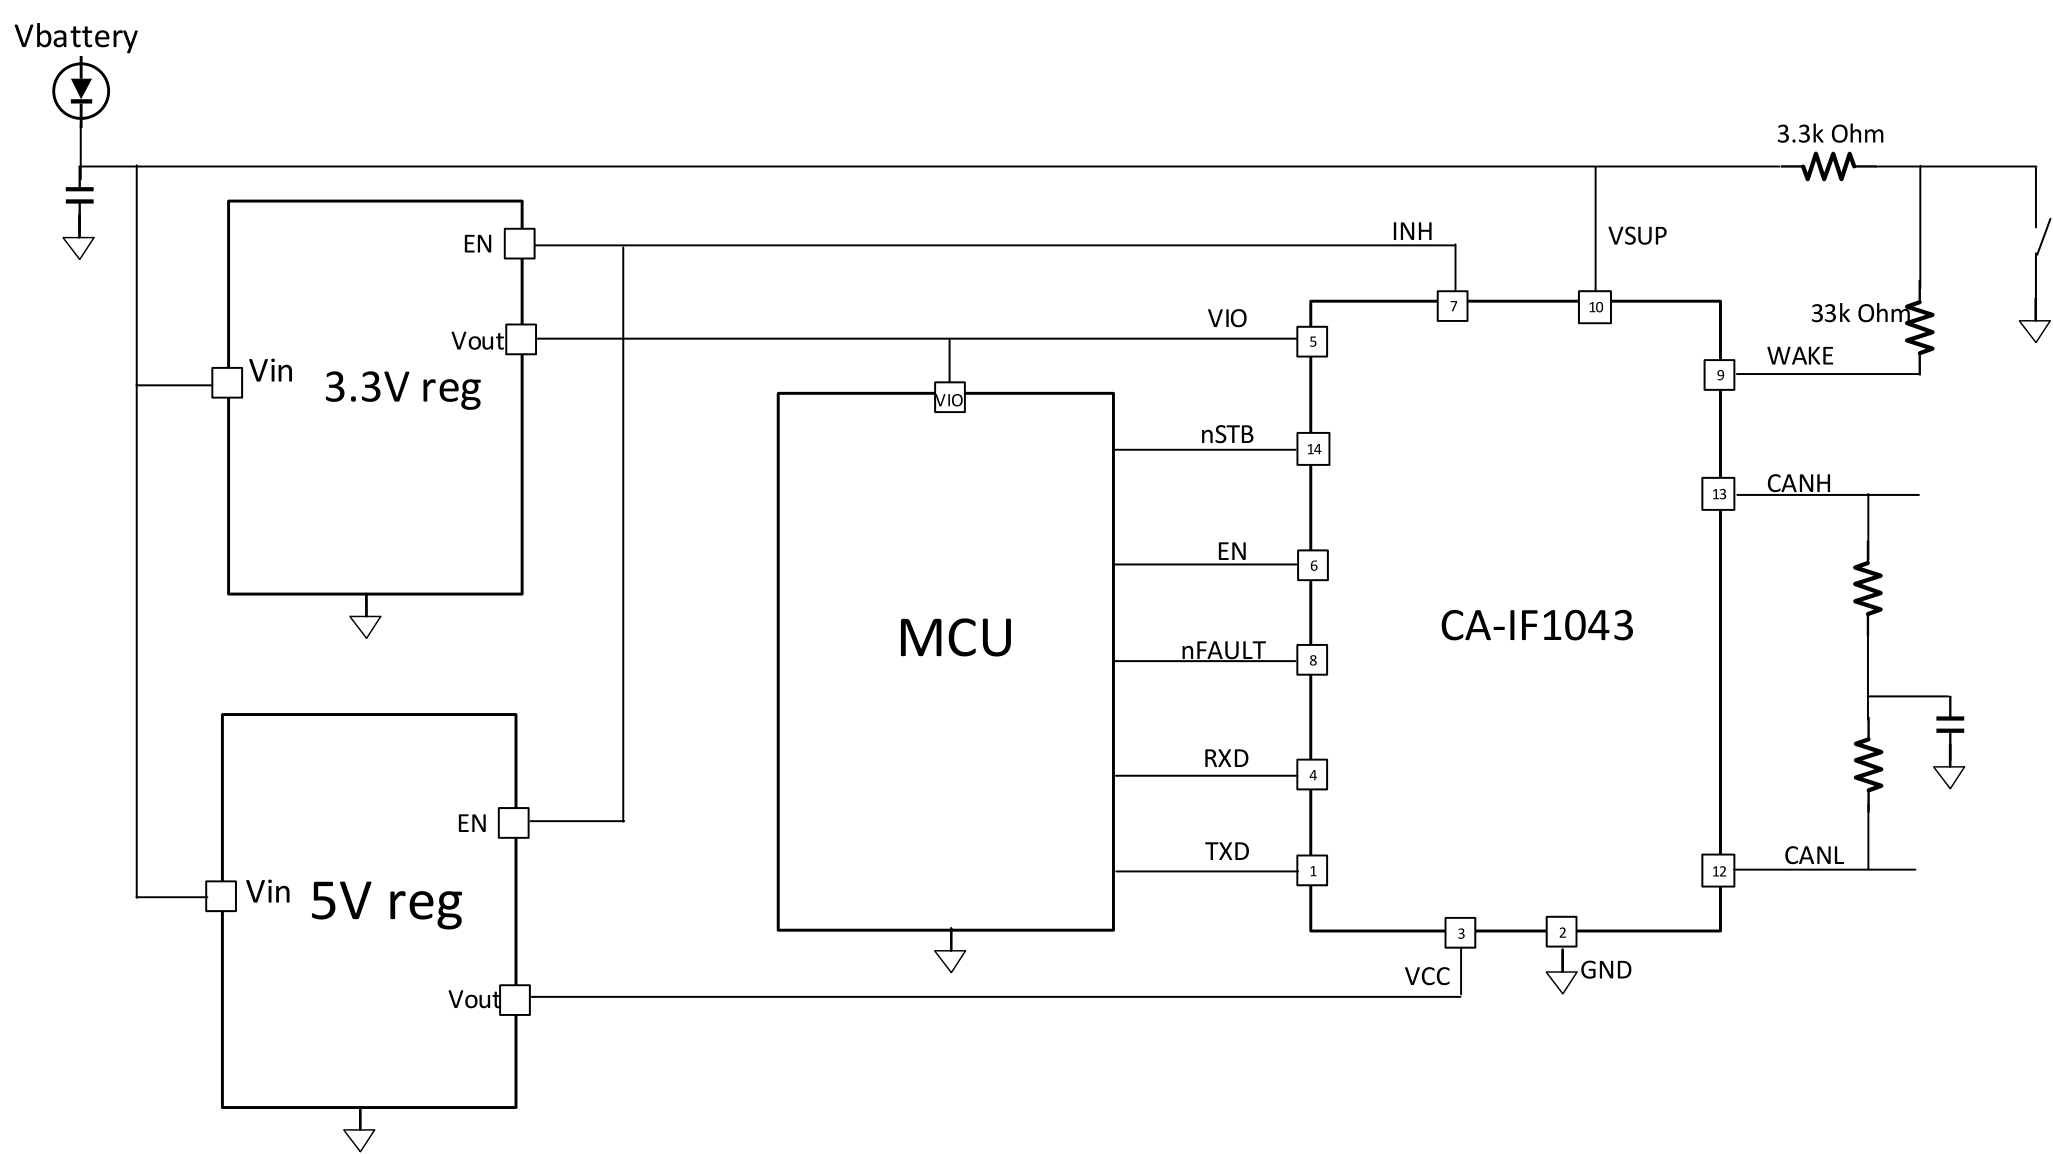 Vbattery
3.3k Ohm
EN
INH
VSUP
7
10
33k Ohm
VIO
5
Vout
Vin
3.3V reg
WAKE
9
VIO
nSTB
14
CANH
13
EN
6
MCU
CA-IF1043
nFAULT
8
RXD
4
EN
TXD
1
CANL
12
Vin
5V reg
3
2
VCC
GND
Vout